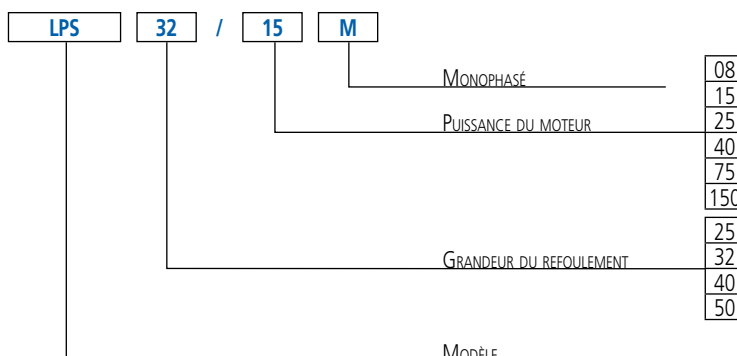 LPS 32 / 15 M
Monophasé
Puissance du moteur
08
15
25
40
75
150
Grandeur du refoulement
25
32
40
50
Modèle